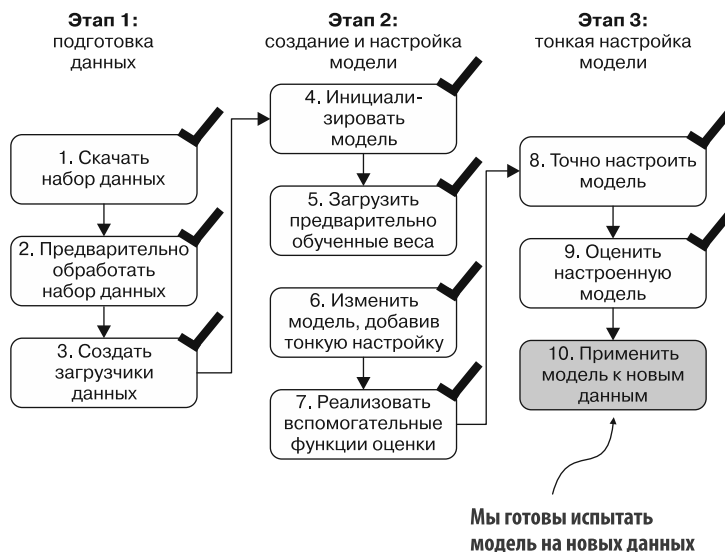 Этап 1:
подготовка
данных
1. Скачать
набор данных
2. Предварительно
обработать
набор данных
3. Создать
загрузчики
данных
Этап 2:
создание и настройка
модели
4. Инициали-
зировать
модель
5. Загрузить
предварительно
обученные веса
6. Изменить
модель, добавив
тонкую настройку
7. Реализовать
вспомогательные
функции оценки
Этап 3:
тонкая настройка
модели
8. Точно настроить
модель
9. Оценить
настроенную
модель
10. Применить
модель к новым
данным
Мы готовы испытать
модель на новых данных